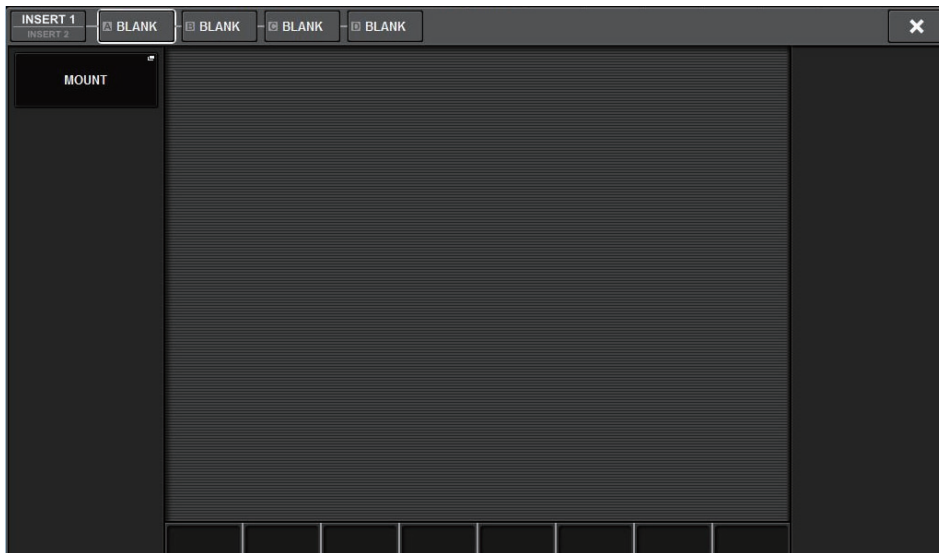 INSERT 1
INSERT 2
A BLANK
B BLANK
C BLANK
D BLANK
MOUNT